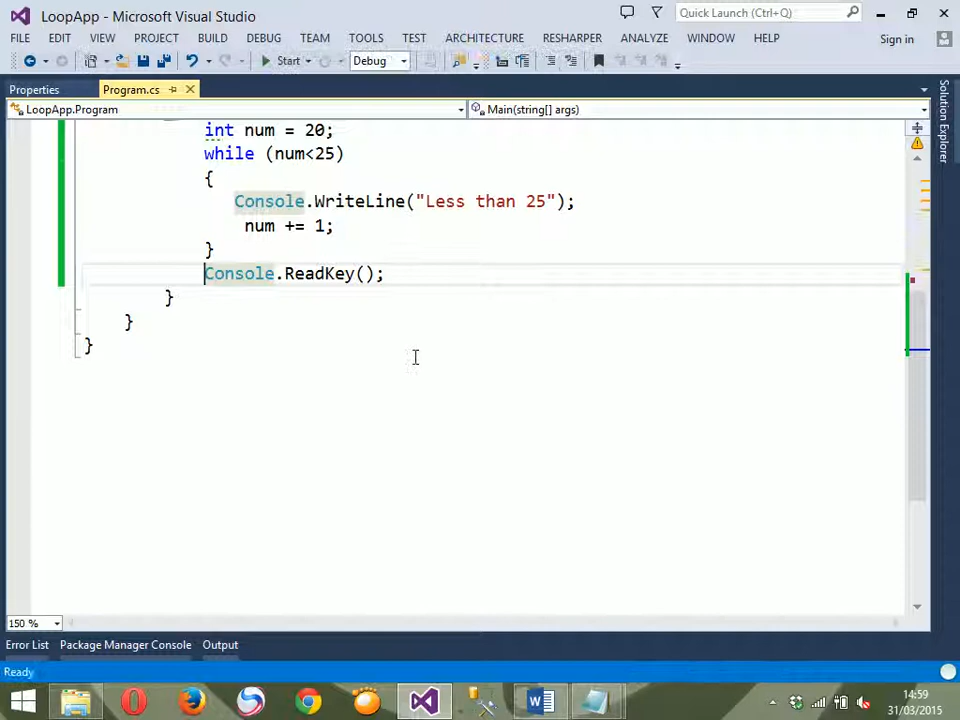 LoopApp - Microsoft Visual Studio
Quick Launch (Ctrl+Q)
FILE EDIT VIEW PROJECT BUILD DEBUG TEAM TOOLS TEST ARCHITECTURE RESHARPER ANALYZE WINDOW HELP Sign in
Start Debug
Properties Program.cs
LoopApp.Program Main(string[] args)
Solution Explorer
int num = 20;
while (num<25)
{
Console.WriteLine("Less than 25");
num += 1;
}
Console.ReadKey();
}
}
}
150 %
Error List Package Manager Console Output
Ready
14:59
31/03/2015